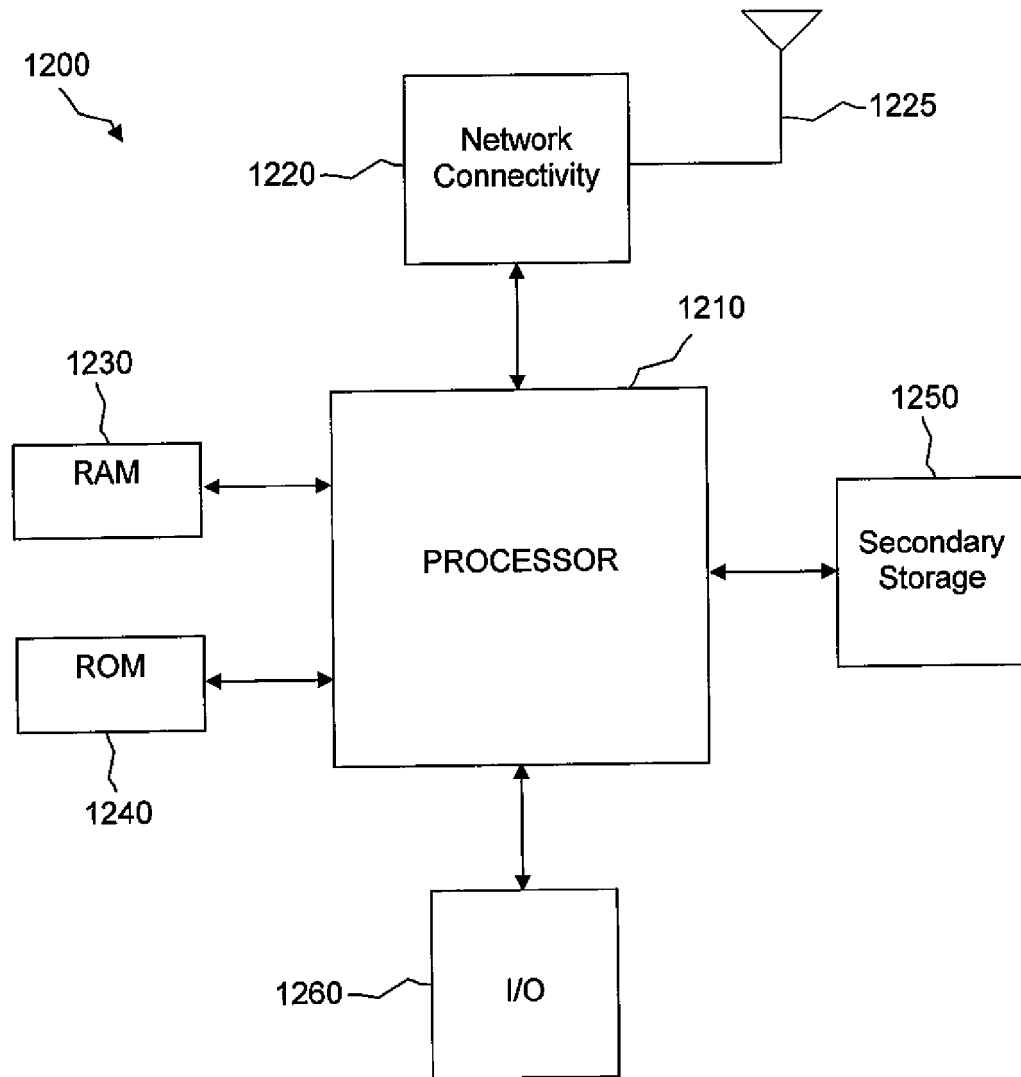 1200
Network
Connectivity
1225
1220
1210
1230
RAM
1250
PROCESSOR
Secondary
Storage
ROM
1240
1260
I/O